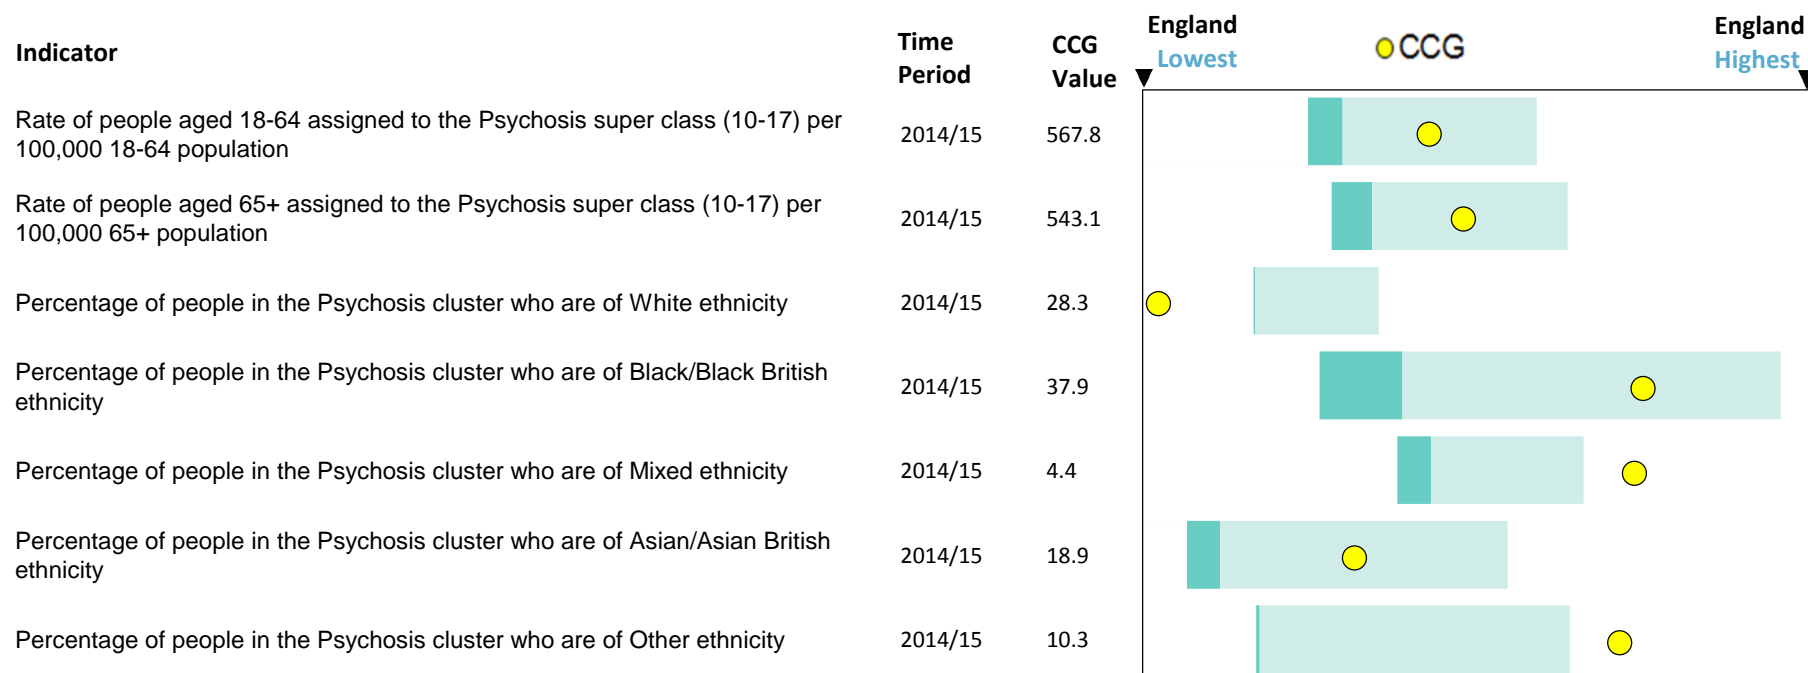 Indicator
Time Period
CCG Value
England Lowest
CCG
England Highest
Rate of people aged 18-64 assigned to the Psychosis super class (10-17) per
100,000 18-64 population
2014/15
567.8
Rate of people aged 65+ assigned to the Psychosis super class (10-17) per
100,000 65+ population
2014/15
543.1
Percentage of people in the Psychosis cluster who are of White ethnicity
2014/15
28.3
Percentage of people in the Psychosis cluster who are of Black/Black British
ethnicity
2014/15
37.9
Percentage of people in the Psychosis cluster who are of Mixed ethnicity
2014/15
4.4
Percentage of people in the Psychosis cluster who are of Asian/Asian British
ethnicity
2014/15
18.9
Percentage of people in the Psychosis cluster who are of Other ethnicity
2014/15
10.3